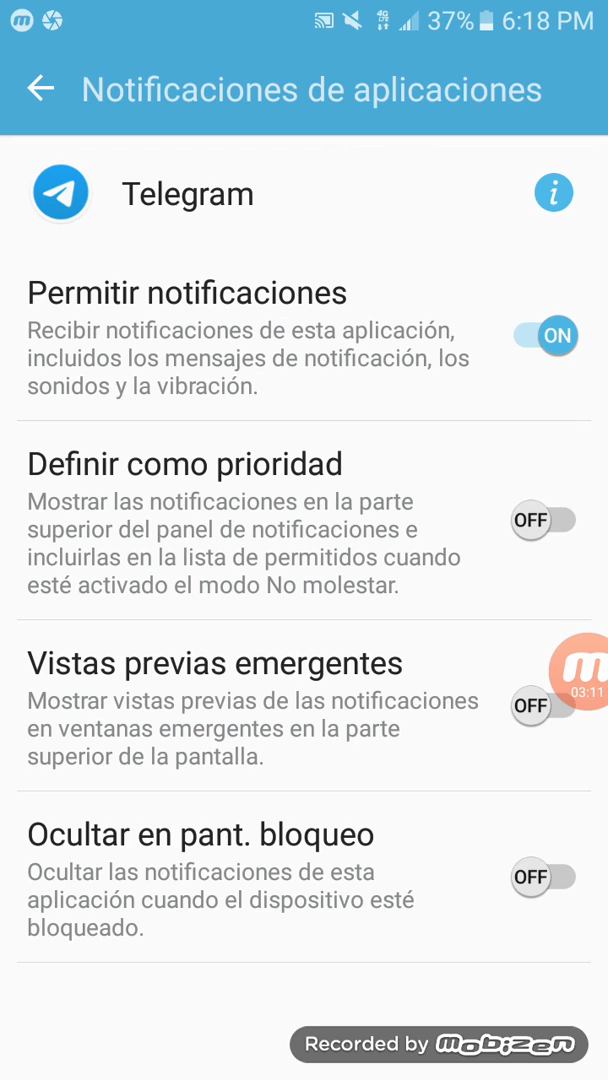 37% 6:18 PM
Notificaciones de aplicaciones
Telegram
Permitir notificaciones
Recibir notificaciones de esta aplicación,
incluidos los mensajes de notificación, los
sonidos y la vibración.
ON
Definir como prioridad
Mostrar las notificaciones en la parte
superior del panel de notificaciones e
incluirlas en la lista de permitidos cuando
esté activado el modo No molestar.
OFF
Vistas previas emergentes
Mostrar vistas previas de las notificaciones
en ventanas emergentes en la parte
superior de la pantalla.
OFF
m
03:11
Ocultar en pant. bloqueo
Ocultar las notificaciones de esta
aplicación cuando el dispositivo esté
bloqueado.
OFF
Recorded by mobizen